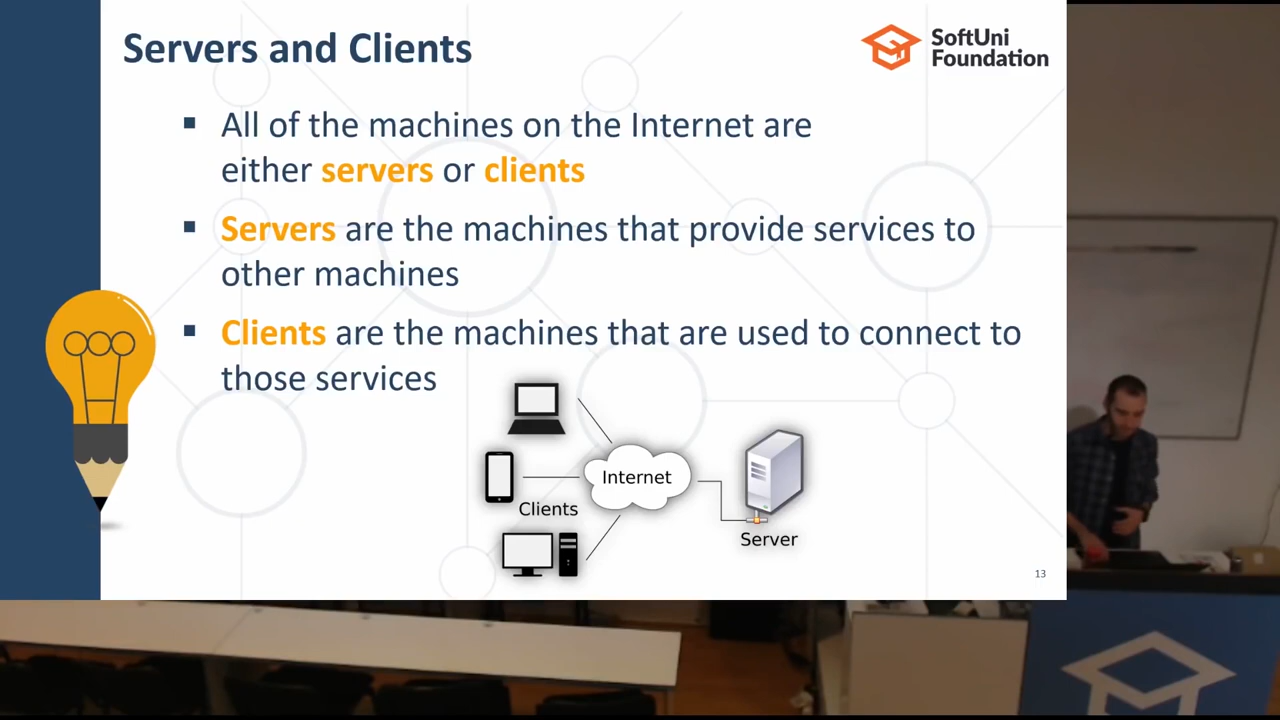 Servers and Clients
SoftUni
Foundation
▪ All of the machines on the Internet are
either servers or clients
▪ Servers are the machines that provide services to
other machines
▪ Clients are the machines that are used to connect to
those services
Internet
Clients
Server
13